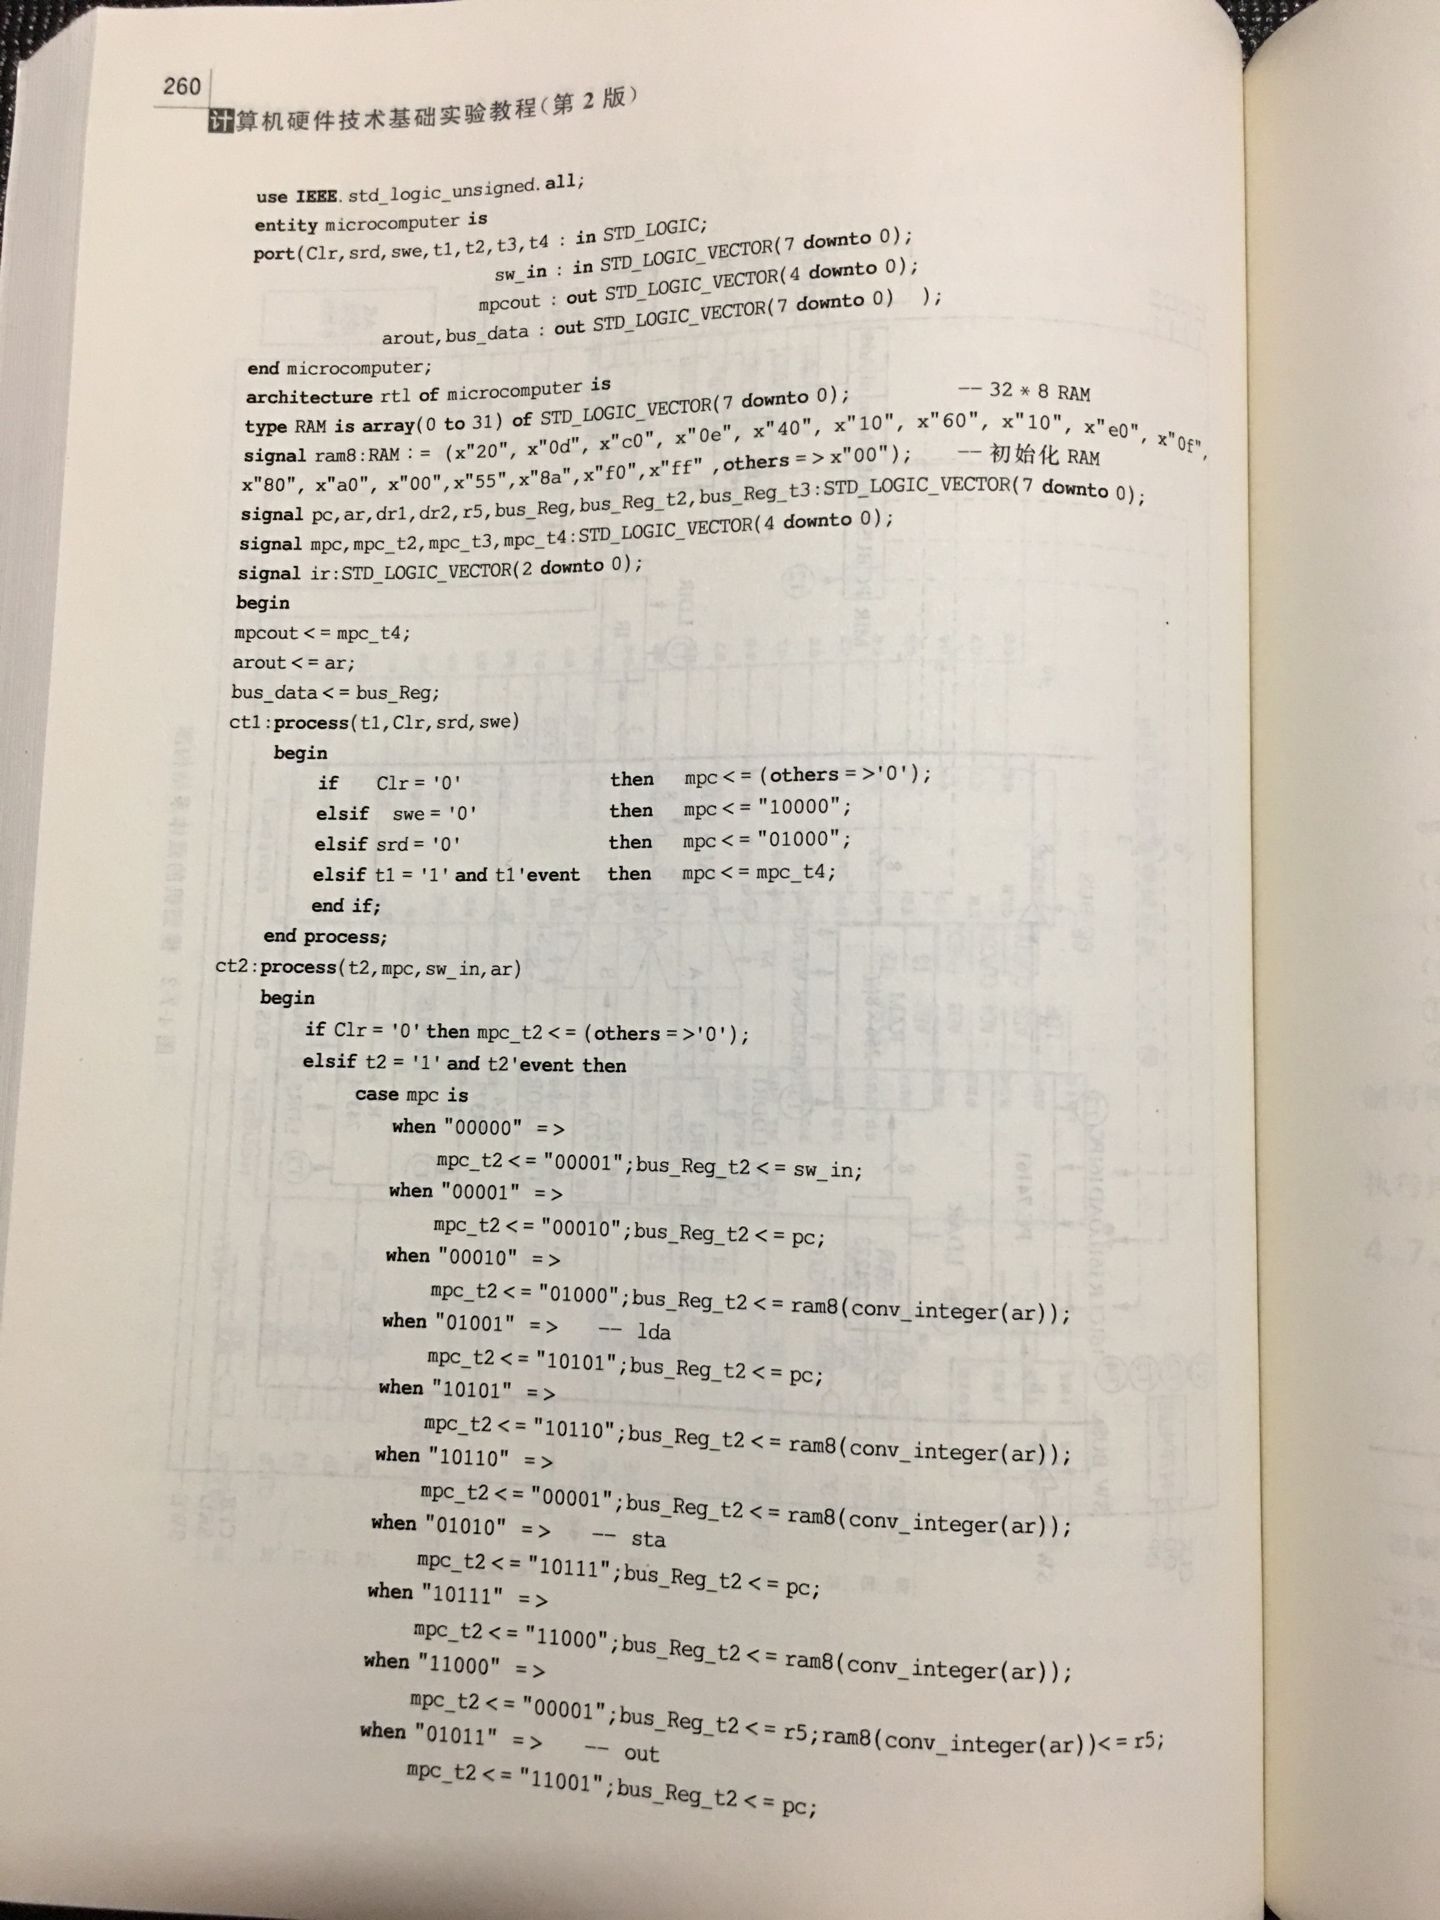 260
计算机硬件技术基础实验教程(第 2 版)
use IEEE.std_logic_unsigned.all;
entity microcomputer is
port(Clr,srd,swe,t1,t2,t3,t4 : in STD_LOGIC;
sw_in : in STD_LOGIC_VECTOR(7 downto 0);
mpcout : out STD_LOGIC_VECTOR(4 downto 0);
arout,bus_data : out STD_LOGIC_VECTOR(7 downto 0) );
end microcomputer;
architecture rtl of microcomputer is
type RAM is array(0 to 31) of STD_LOGIC_VECTOR(7 downto 0); -- 32 * 8 RAM
signal ram8:RAM := (x"20", x"0d", x"c0", x"0e", x"40", x"10", x"60", x"10", x"e0", x"0f",
x"80", x"a0", x"00",x"55",x"8a",x"f0",x"ff" ,others => x"00"); -- 初始化 RAM
signal pc,ar,dr1,dr2,r5,bus_Reg,bus_Reg_t2,bus_Reg_t3:STD_LOGIC_VECTOR(7 downto 0);
signal mpc,mpc_t2,mpc_t3,mpc_t4:STD_LOGIC_VECTOR(4 downto 0);
signal ir:STD_LOGIC_VECTOR(2 downto 0);
begin
mpcout <= mpc_t4;
arout <= ar;
bus_data <= bus_Reg;
ct1:process(t1,Clr,srd,swe)
begin
if Clr = '0' then mpc <= (others =>'0');
elsif swe = '0' then mpc <= "10000";
elsif srd = '0' then mpc <= "01000";
elsif t1 = '1' and t1'event then mpc <= mpc_t4;
end if;
end process;
ct2:process(t2,mpc,sw_in,ar)
begin
if Clr = '0' then mpc_t2 <= (others =>'0');
elsif t2 = '1' and t2'event then
case mpc is
when "00000" =>
mpc_t2 <= "00001";bus_Reg_t2 <= sw_in;
when "00001" =>
mpc_t2 <= "00010";bus_Reg_t2 <= pc;
when "00010" =>
mpc_t2 <= "01000";bus_Reg_t2 <= ram8(conv_integer(ar));
when "01001" => -- lda
mpc_t2 <= "10101";bus_Reg_t2 <= pc;
when "10101" =>
mpc_t2 <= "10110";bus_Reg_t2 <= ram8(conv_integer(ar));
when "10110" =>
mpc_t2 <= "00001";bus_Reg_t2 <= ram8(conv_integer(ar));
when "01010" => -- sta
mpc_t2 <= "10111";bus_Reg_t2 <= pc;
when "10111" =>
mpc_t2 <= "11000";bus_Reg_t2 <= ram8(conv_integer(ar));
when "11000" =>
mpc_t2 <= "00001";bus_Reg_t2 <= r5;ram8(conv_integer(ar))<= r5;
when "01011" => -- out
mpc_t2 <= "11001";bus_Reg_t2 <= pc;